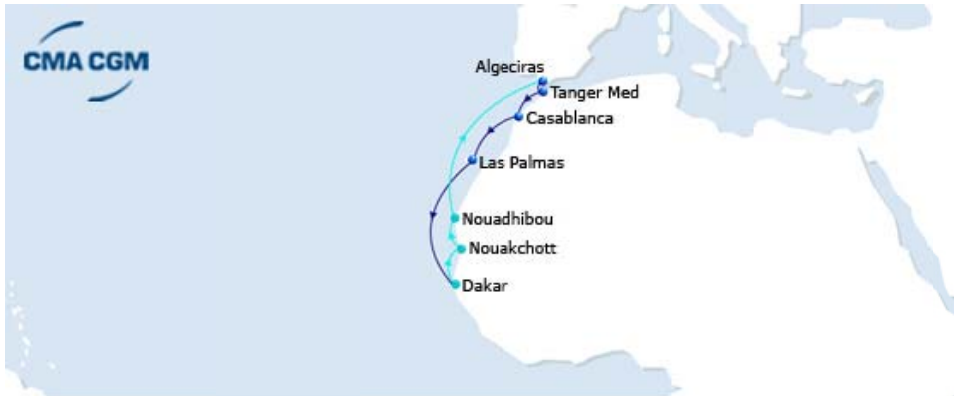 CMA CGM
Algeciras
Tanger Med
Casablanca
Las Palmas
Nouadhibou
Nouakchott
Dakar